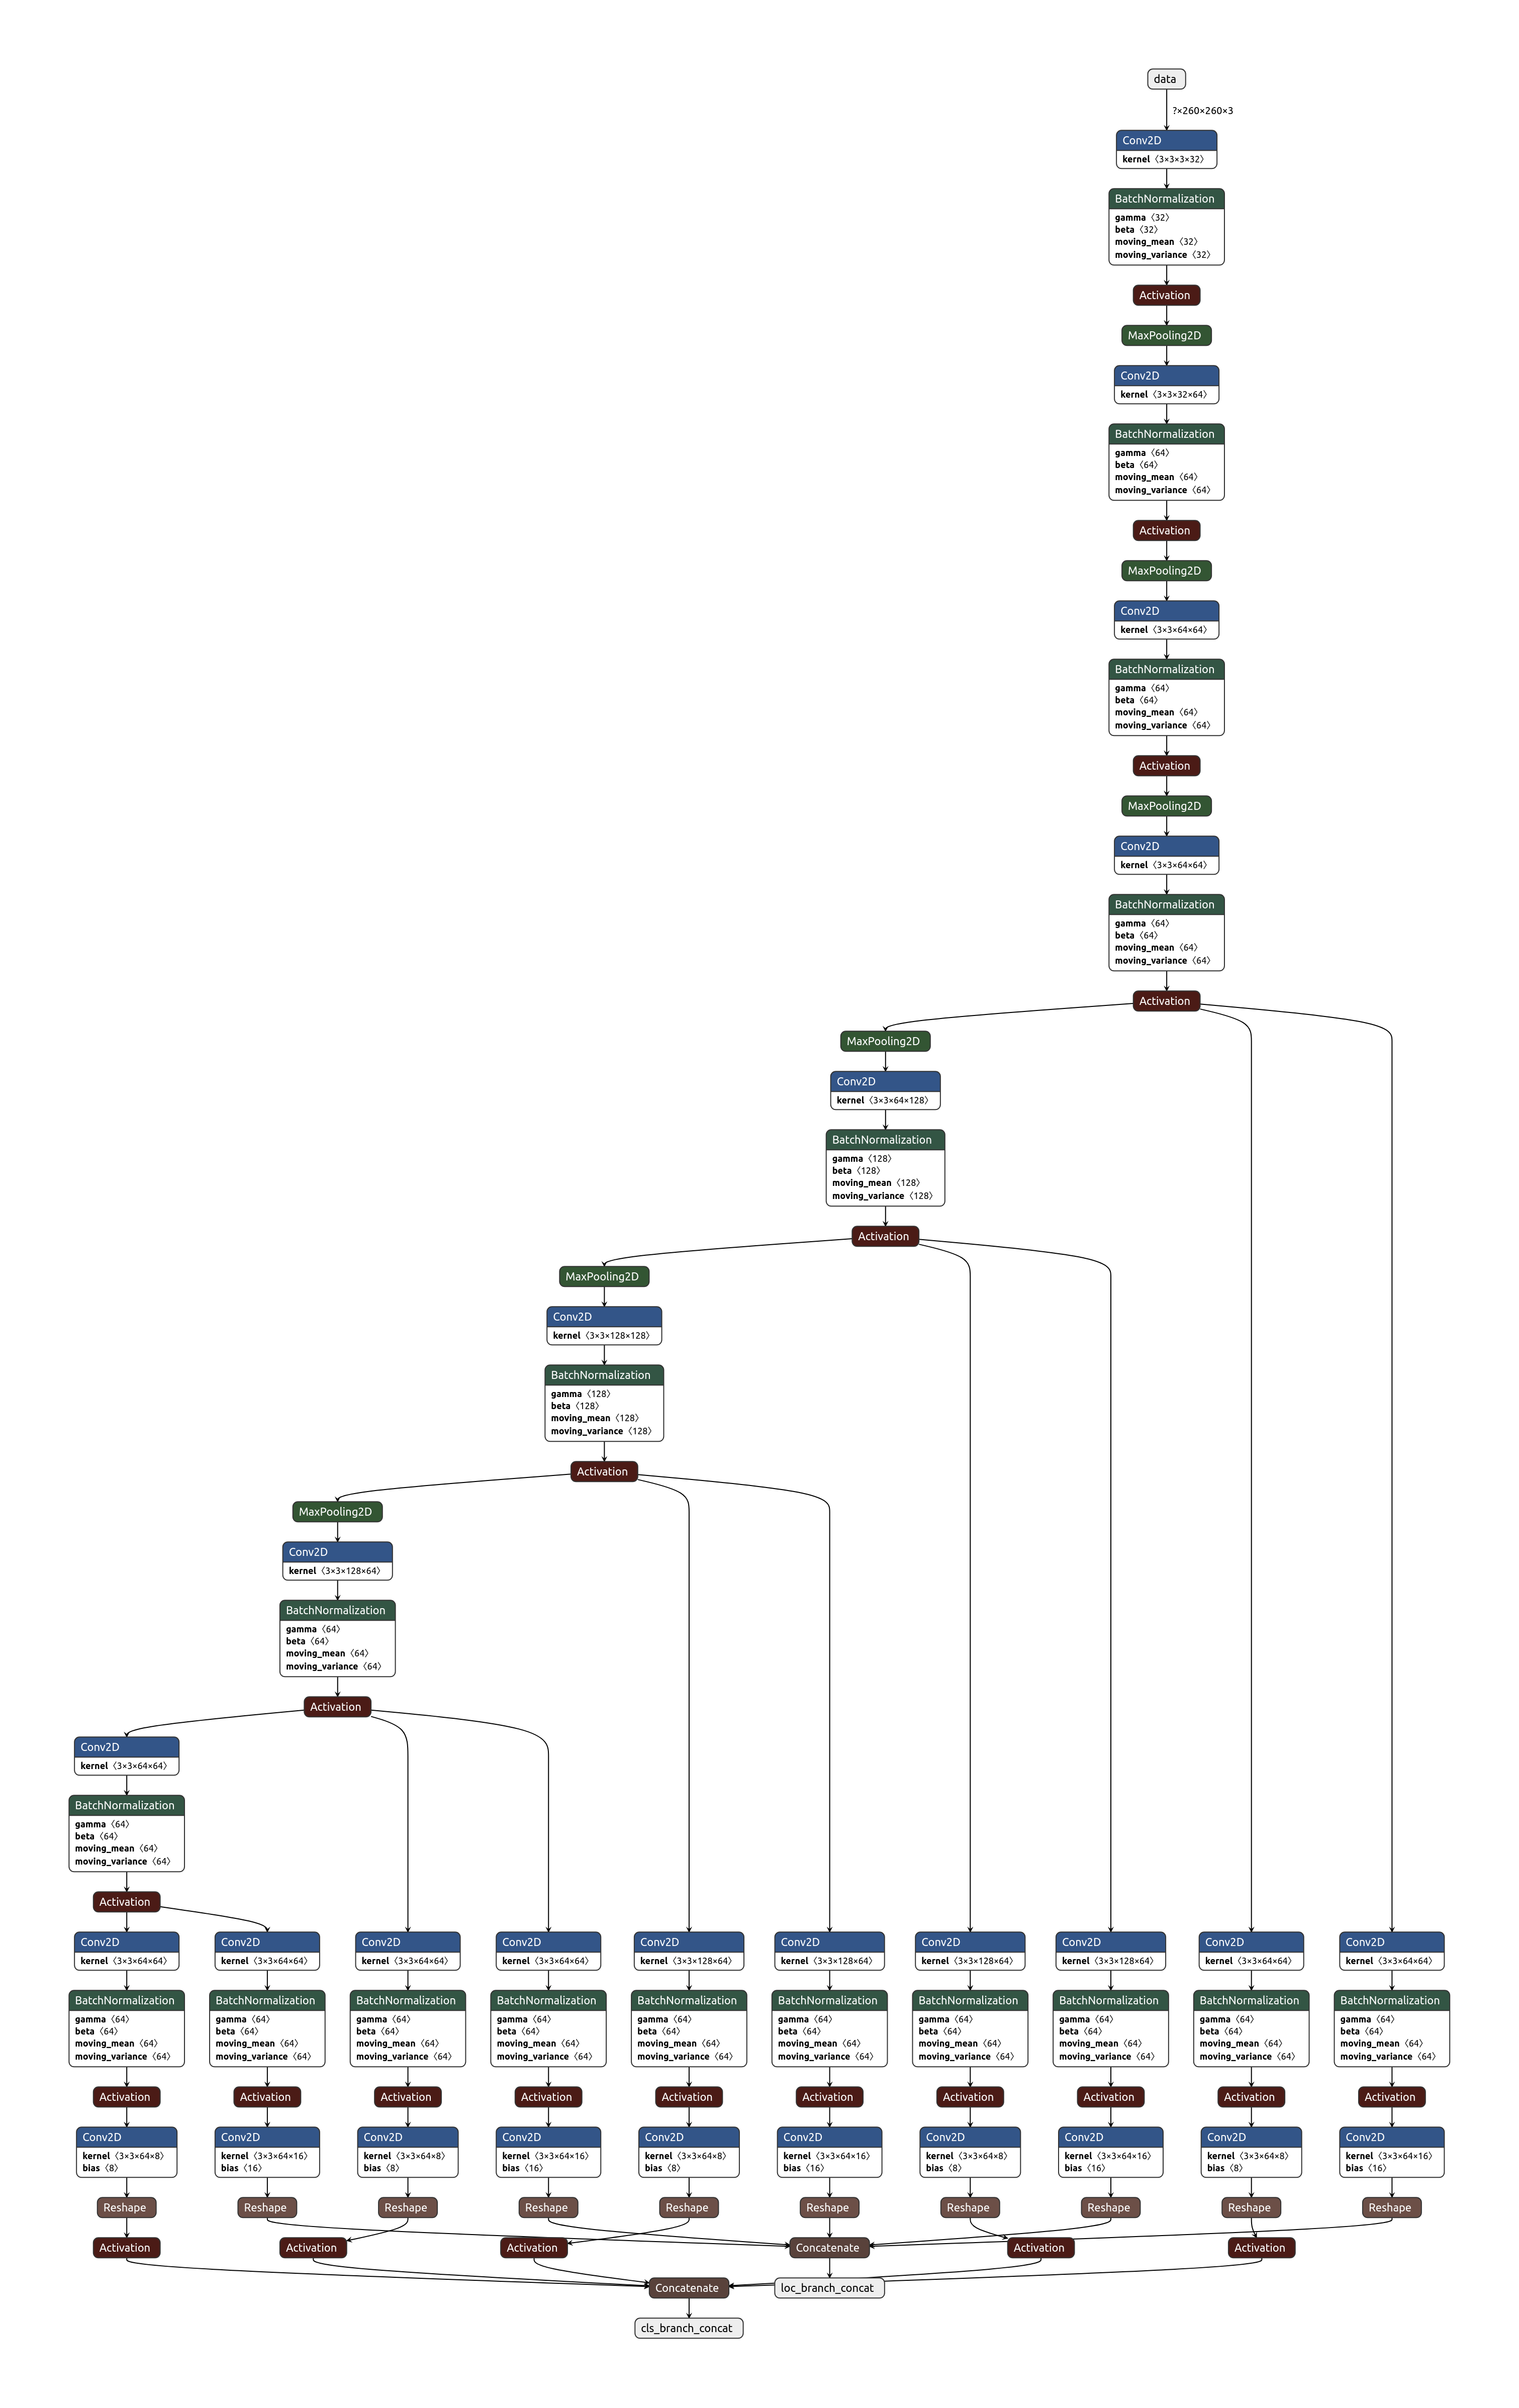 data
?×260×260×3
Conv2D
kernel 〈3×3×3×32〉
BatchNormalization
gamma 〈32〉
beta 〈32〉
moving_mean 〈32〉
moving_variance 〈32〉
Activation
MaxPooling2D
Conv2D
kernel 〈3×3×32×64〉
BatchNormalization
gamma 〈64〉
beta 〈64〉
moving_mean 〈64〉
moving_variance 〈64〉
Activation
MaxPooling2D
Conv2D
kernel 〈3×3×64×64〉
BatchNormalization
gamma 〈64〉
beta 〈64〉
moving_mean 〈64〉
moving_variance 〈64〉
Activation
MaxPooling2D
Conv2D
kernel 〈3×3×64×64〉
BatchNormalization
gamma 〈64〉
beta 〈64〉
moving_mean 〈64〉
moving_variance 〈64〉
Activation
MaxPooling2D
Conv2D
kernel 〈3×3×64×128〉
BatchNormalization
gamma 〈128〉
beta 〈128〉
moving_mean 〈128〉
moving_variance 〈128〉
Activation
MaxPooling2D
Conv2D
kernel 〈3×3×128×128〉
BatchNormalization
gamma 〈128〉
beta 〈128〉
moving_mean 〈128〉
moving_variance 〈128〉
Activation
MaxPooling2D
Conv2D
kernel 〈3×3×128×64〉
BatchNormalization
gamma 〈64〉
beta 〈64〉
moving_mean 〈64〉
moving_variance 〈64〉
Activation
Conv2D
kernel 〈3×3×64×64〉
BatchNormalization
gamma 〈64〉
beta 〈64〉
moving_mean 〈64〉
moving_variance 〈64〉
Activation
Conv2D Conv2D Conv2D Conv2D Conv2D Conv2D Conv2D Conv2D Conv2D Conv2D
kernel 〈3×3×64×64〉 kernel 〈3×3×64×64〉 kernel 〈3×3×64×64〉 kernel 〈3×3×64×64〉 kernel 〈3×3×128×64〉 kernel 〈3×3×128×64〉 kernel 〈3×3×128×64〉 kernel 〈3×3×128×64〉 kernel 〈3×3×64×64〉 kernel 〈3×3×64×64〉
BatchNormalization BatchNormalization BatchNormalization BatchNormalization BatchNormalization BatchNormalization BatchNormalization BatchNormalization BatchNormalization BatchNormalization
gamma 〈64〉 gamma 〈64〉 gamma 〈64〉 gamma 〈64〉 gamma 〈64〉 gamma 〈64〉 gamma 〈64〉 gamma 〈64〉 gamma 〈64〉 gamma 〈64〉
beta 〈64〉 beta 〈64〉 beta 〈64〉 beta 〈64〉 beta 〈64〉 beta 〈64〉 beta 〈64〉 beta 〈64〉 beta 〈64〉 beta 〈64〉
moving_mean 〈64〉 moving_mean 〈64〉 moving_mean 〈64〉 moving_mean 〈64〉 moving_mean 〈64〉 moving_mean 〈64〉 moving_mean 〈64〉 moving_mean 〈64〉 moving_mean 〈64〉 moving_mean 〈64〉
moving_variance 〈64〉 moving_variance 〈64〉 moving_variance 〈64〉 moving_variance 〈64〉 moving_variance 〈64〉 moving_variance 〈64〉 moving_variance 〈64〉 moving_variance 〈64〉 moving_variance 〈64〉 moving_variance 〈64〉
Activation Activation Activation Activation Activation Activation Activation Activation Activation Activation
Conv2D Conv2D Conv2D Conv2D Conv2D Conv2D Conv2D Conv2D Conv2D Conv2D
kernel 〈3×3×64×8〉 kernel 〈3×3×64×16〉 kernel 〈3×3×64×8〉 kernel 〈3×3×64×16〉 kernel 〈3×3×64×8〉 kernel 〈3×3×64×16〉 kernel 〈3×3×64×8〉 kernel 〈3×3×64×16〉 kernel 〈3×3×64×8〉 kernel 〈3×3×64×16〉
bias 〈8〉 bias 〈16〉 bias 〈8〉 bias 〈16〉 bias 〈8〉 bias 〈16〉 bias 〈8〉 bias 〈16〉 bias 〈8〉 bias 〈16〉
Reshape Reshape Reshape Reshape Reshape Reshape Reshape Reshape Reshape Reshape
Activation Activation Activation Concatenate Activation Activation
Concatenate loc_branch_concat
cls_branch_concat